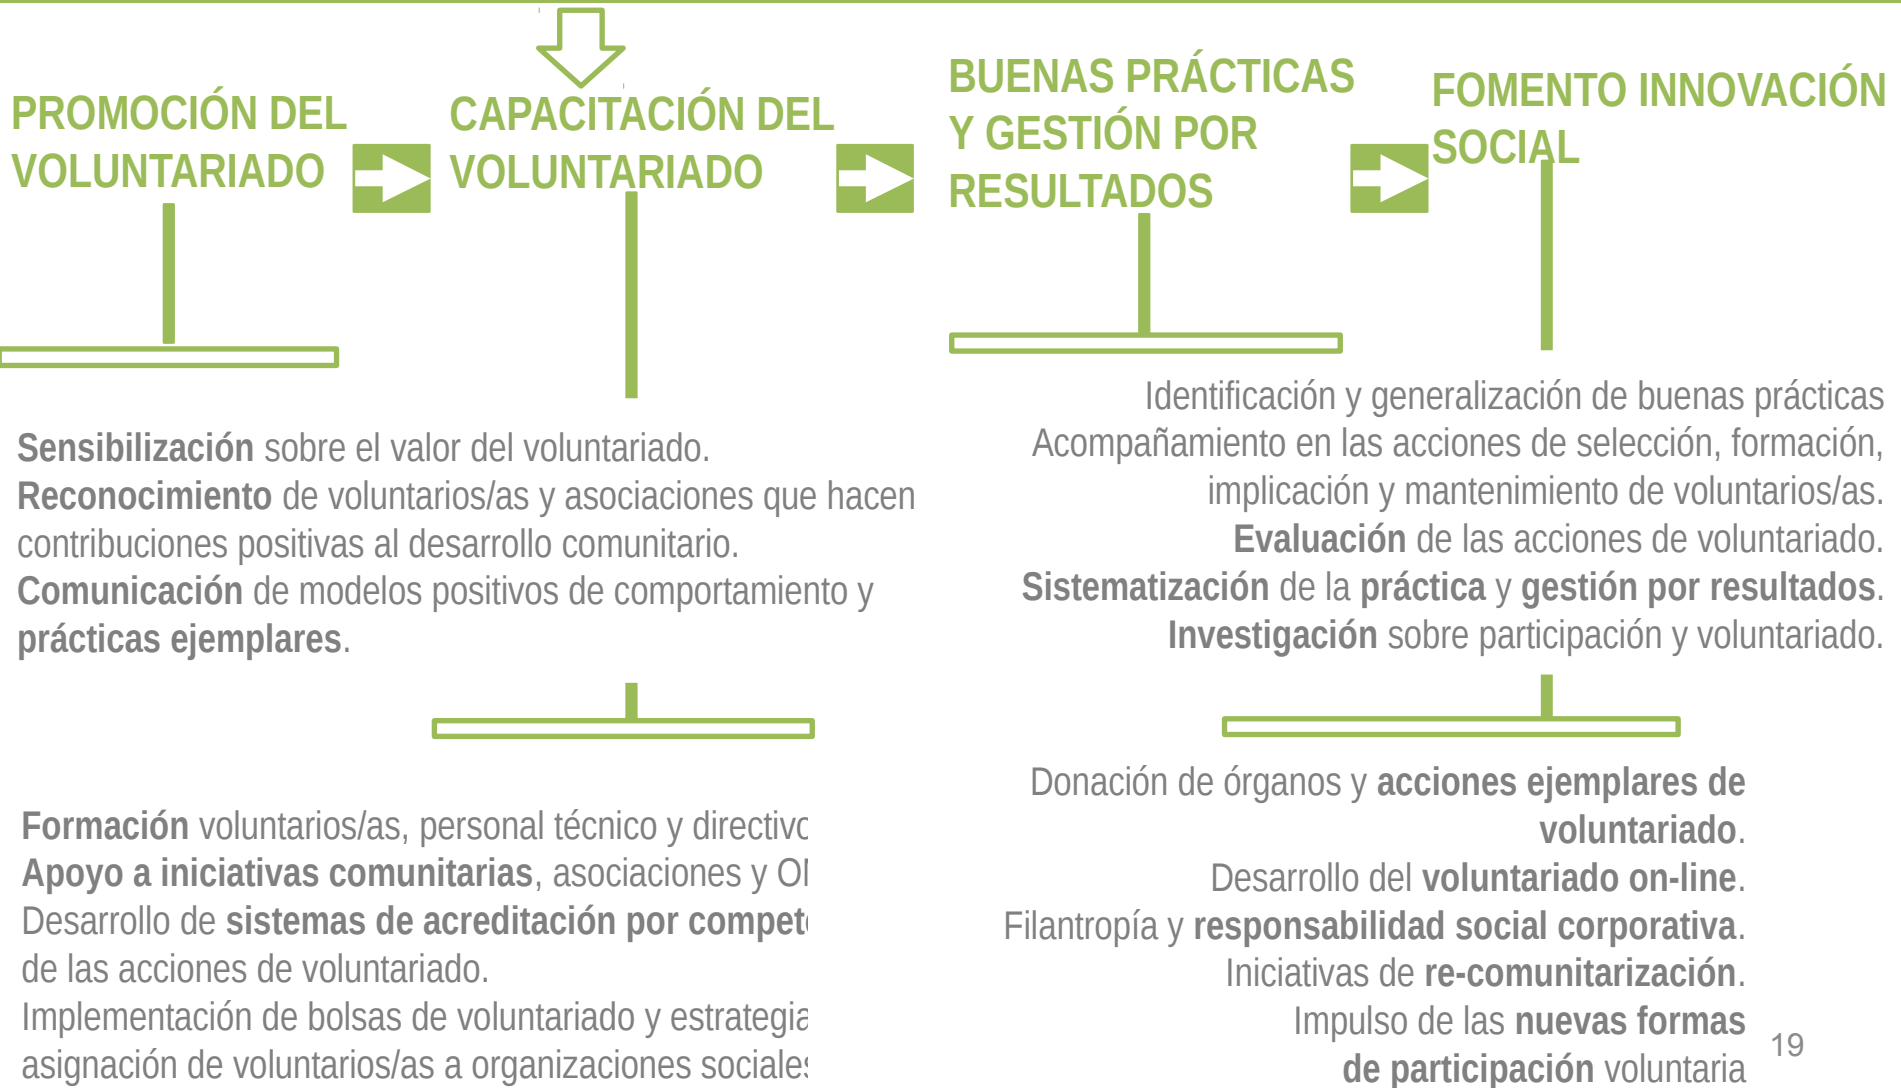 PROMOCIÓN DEL
VOLUNTARIADO
CAPACITACIÓN DEL
VOLUNTARIADO
BUENAS PRÁCTICAS
Y GESTIÓN POR
RESULTADOS
FOMENTO INNOVACIÓN
SOCIAL
Sensibilización sobre el valor del voluntariado.
Reconocimiento de voluntarios/as y asociaciones que hacen
contribuciones positivas al desarrollo comunitario.
Comunicación de modelos positivos de comportamiento y
prácticas ejemplares.
Identificación y generalización de buenas prácticas
Acompañamiento en las acciones de selección, formación,
implicación y mantenimiento de voluntarios/as.
Evaluación de las acciones de voluntariado.
Sistematización de la práctica y gestión por resultados.
Investigación sobre participación y voluntariado.
Formación voluntarios/as, personal técnico y
Apoyo a iniciativas comunitarias, asociaciones y
Desarrollo de sistemas de acreditación por
de las acciones de voluntariado.
Implementación de bolsas de voluntariado y
asignación de voluntarios/as a organizaciones
Donación de órganos y acciones ejemplares de
voluntariado.
Desarrollo del voluntariado on-line.
Filantropía y responsabilidad social corporativa.
Iniciativas de re-comunitarización.
Impulso de las nuevas formas
de participación voluntaria
19